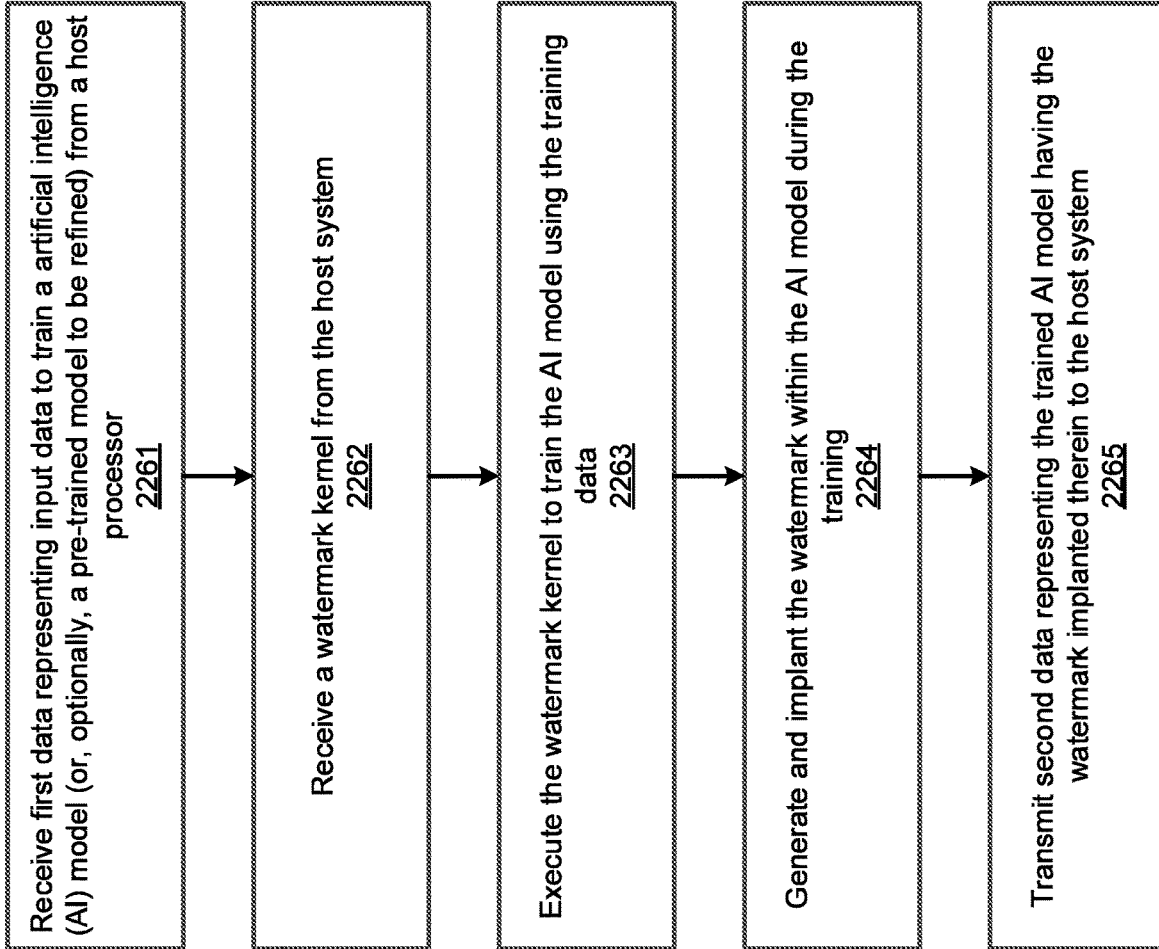 Receive first data representing input data to train a artificial intelligence
(AI) model (or, optionally, a pre-trained model to be refined) from a host
processor
2261
Receive a watermark kernel from the host system
2262
Execute the watermark kernel to train the AI model using the training
data
2263
Generate and implant the watermark within the AI model during the
training
2264
Transmit second data representing the trained AI model having the
watermark implanted therein to the host system
2265